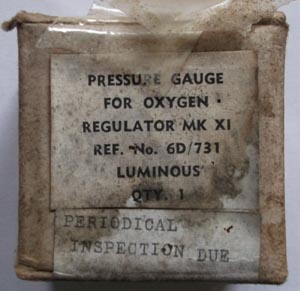 PRESSURE GAUGE
FOR OXYGEN
REGULATOR MK XI
REF. No. 6D/731
LUMINOUS
QTY. 1
PERIODICAL
INSPECTION DUE